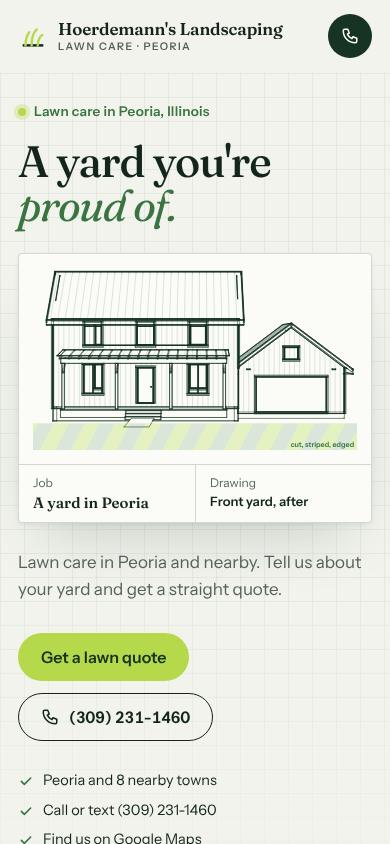 Hoerdemann's Landscaping
LAWN CARE · PEORIA
Lawn care in Peoria, Illinois
A yard you're
proud of.
cut, striped, edged
Job
A yard in Peoria
Drawing
Front yard, after
Lawn care in Peoria and nearby. Tell us about
your yard and get a straight quote.
Get a lawn quote
(309) 231-1460
Peoria and 8 nearby towns
Call or text (309) 231-1460
Find us on Google Maps